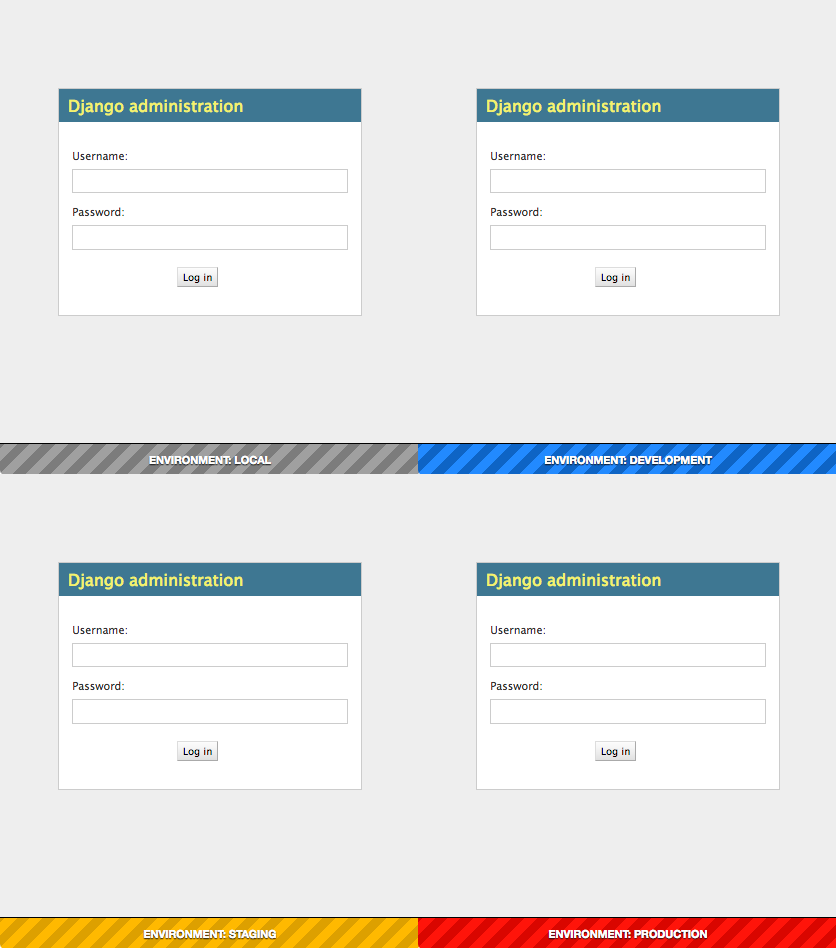 Django administration
Username:
Password:
Log in
ENVIRONMENT: LOCAL
Django administration
Username:
Password:
Log in
ENVIRONMENT: DEVELOPMENT
Django administration
Username:
Password:
Log in
ENVIRONMENT: STAGING
Django administration
Username:
Password:
Log in
ENVIRONMENT: PRODUCTION